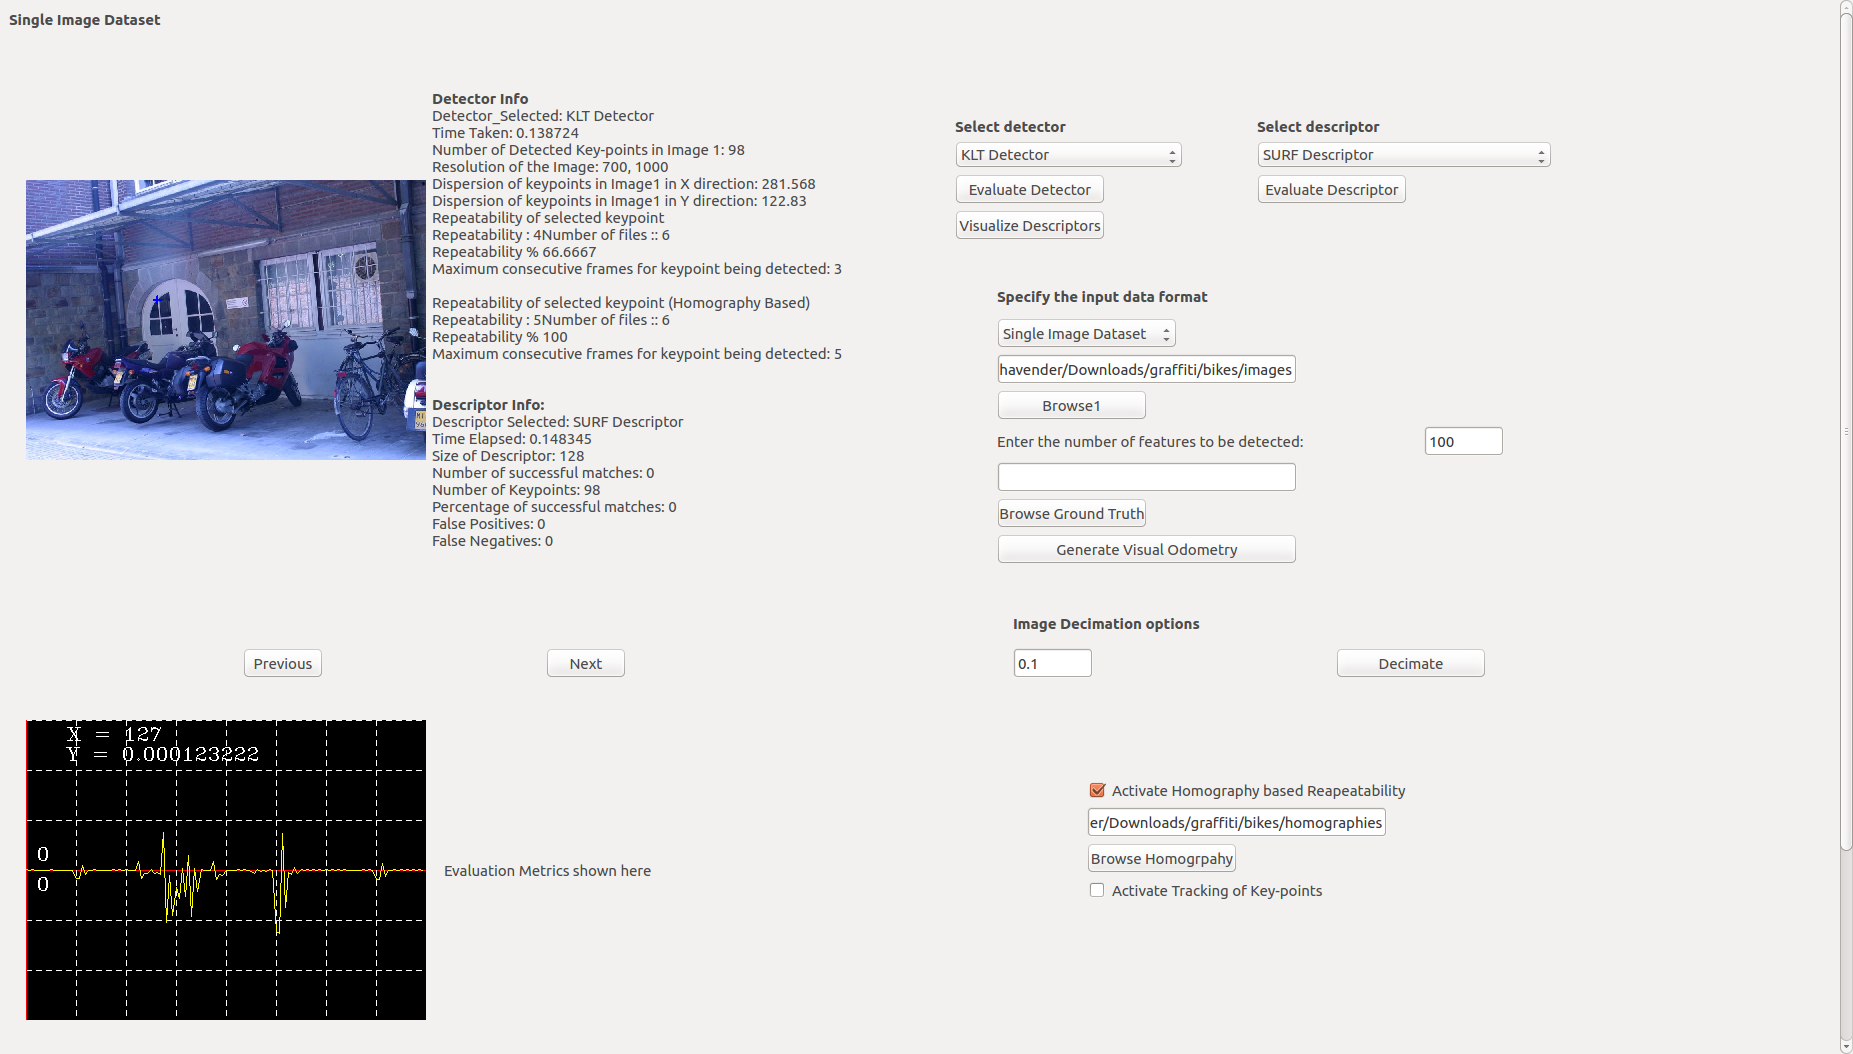 Single Image Dataset
Detector Info
Detector_Selected: KLT Detector
Time Taken: 0.138724
Number of Detected Key-points in Image 1: 98
Resolution of the Image: 700, 1000
Dispersion of keypoints in Image1 in X direction: 281.568
Dispersion of keypoints in Image1 in Y direction: 122.83
Repeatability of selected keypoint
Repeatability : 4Number of files :: 6
Repeatability % 66.6667
Maximum consecutive frames for keypoint being detected: 3
Repeatability of selected keypoint (Homography Based)
Repeatability : 5Number of files :: 6
Repeatability % 100
Maximum consecutive frames for keypoint being detected: 5
Descriptor Info:
Descriptor Selected: SURF Descriptor
Time Elapsed: 0.148345
Size of Descriptor: 128
Number of successful matches: 0
Number of Keypoints: 98
Percentage of successful matches: 0
False Positives: 0
False Negatives: 0
Select detector
KLT Detector
Evaluate Detector
Visualize Descriptors
Select descriptor
SURF Descriptor
Evaluate Descriptor
Specify the input data format
Single Image Dataset
havender/Downloads/graffiti/bikes/images
Browse1
Enter the number of features to be detected:
100
Browse Ground Truth
Generate Visual Odometry
Previous
Next
Image Decimation options
0.1
Decimate
X = 127
Y = 0.000123222
0
0
Evaluation Metrics shown here
Activate Homography based Reapeatability
er/Downloads/graffiti/bikes/homographies
Browse Homogrpahy
Activate Tracking of Key-points